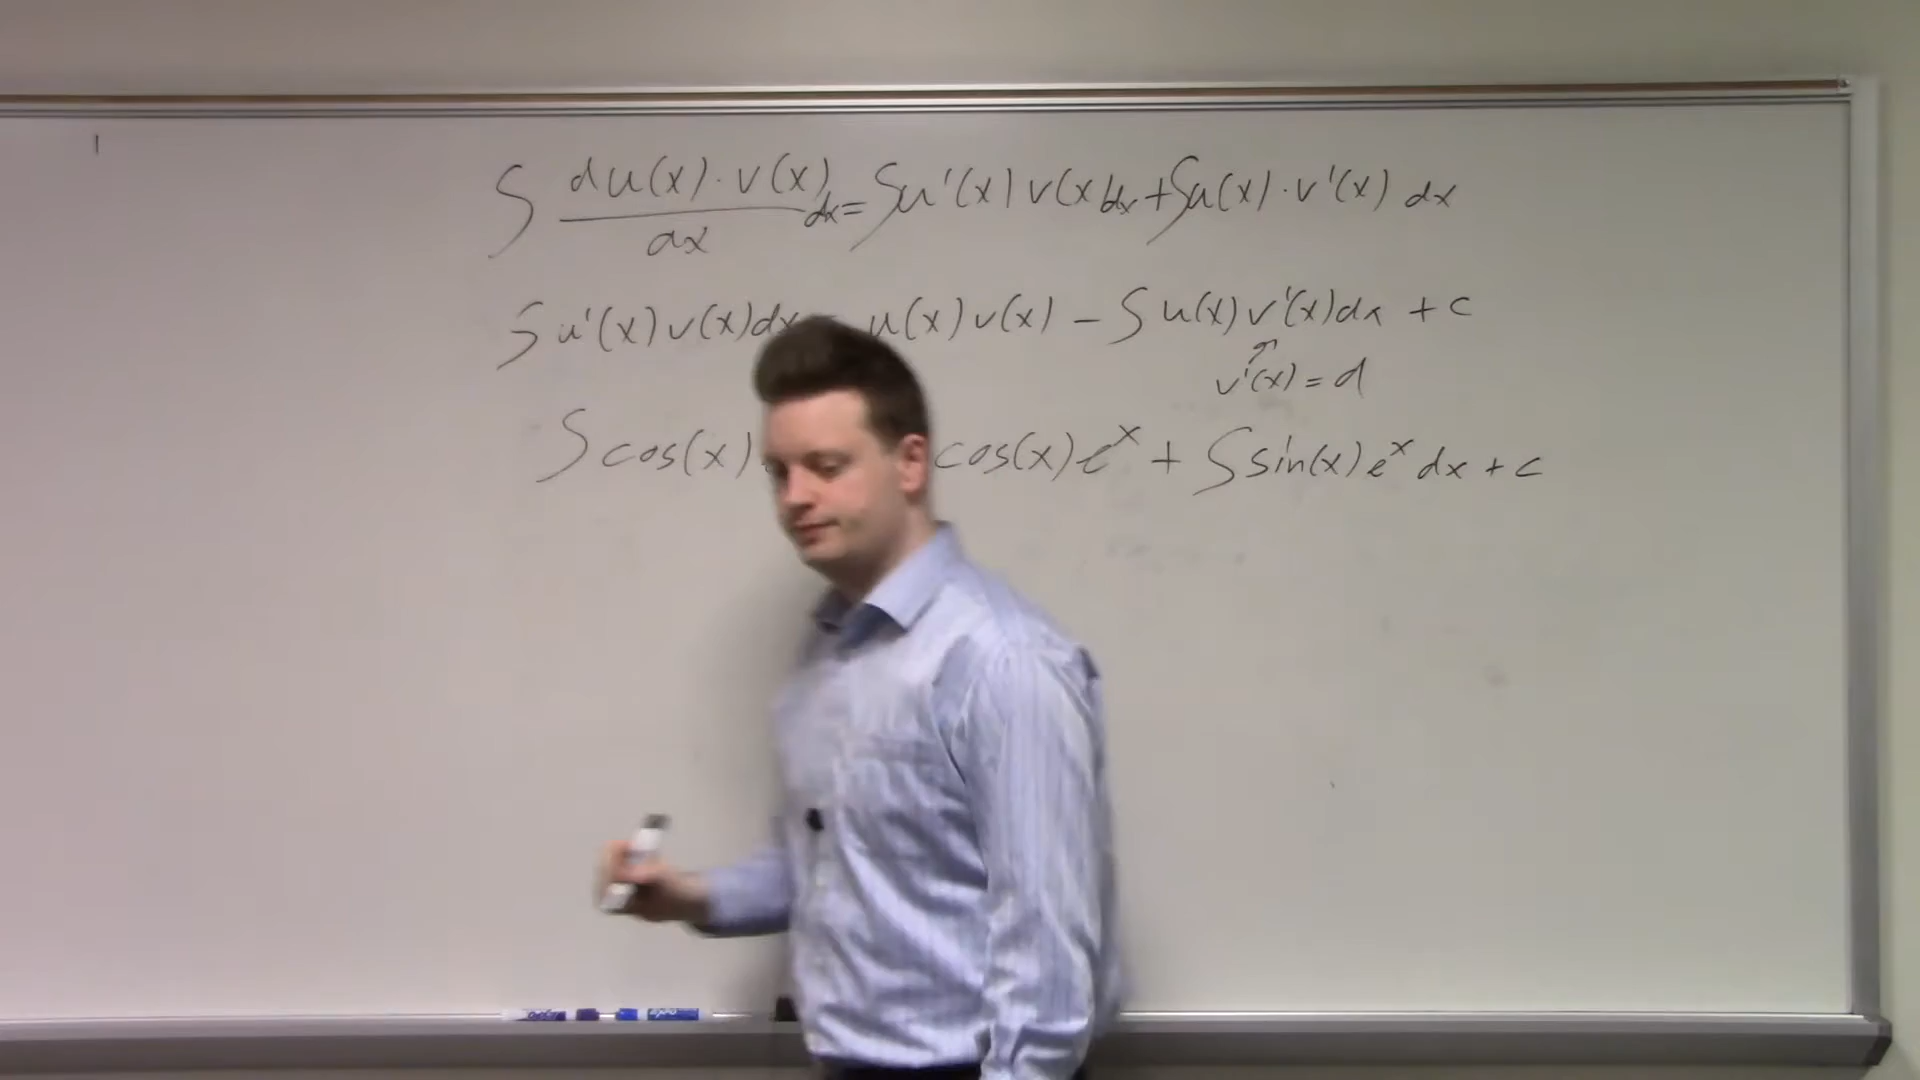 ∫ du(x)·v(x)/dx dx = ∫u'(x)v(x dx + ∫u(x)·v'(x) dx
∫u'(x)v(x)dx u(x)v(x) - ∫u(x)v'(x)dx + c
v'(x) = d
∫cos(x) cos(x)e^x + ∫sin(x)e^x dx + c